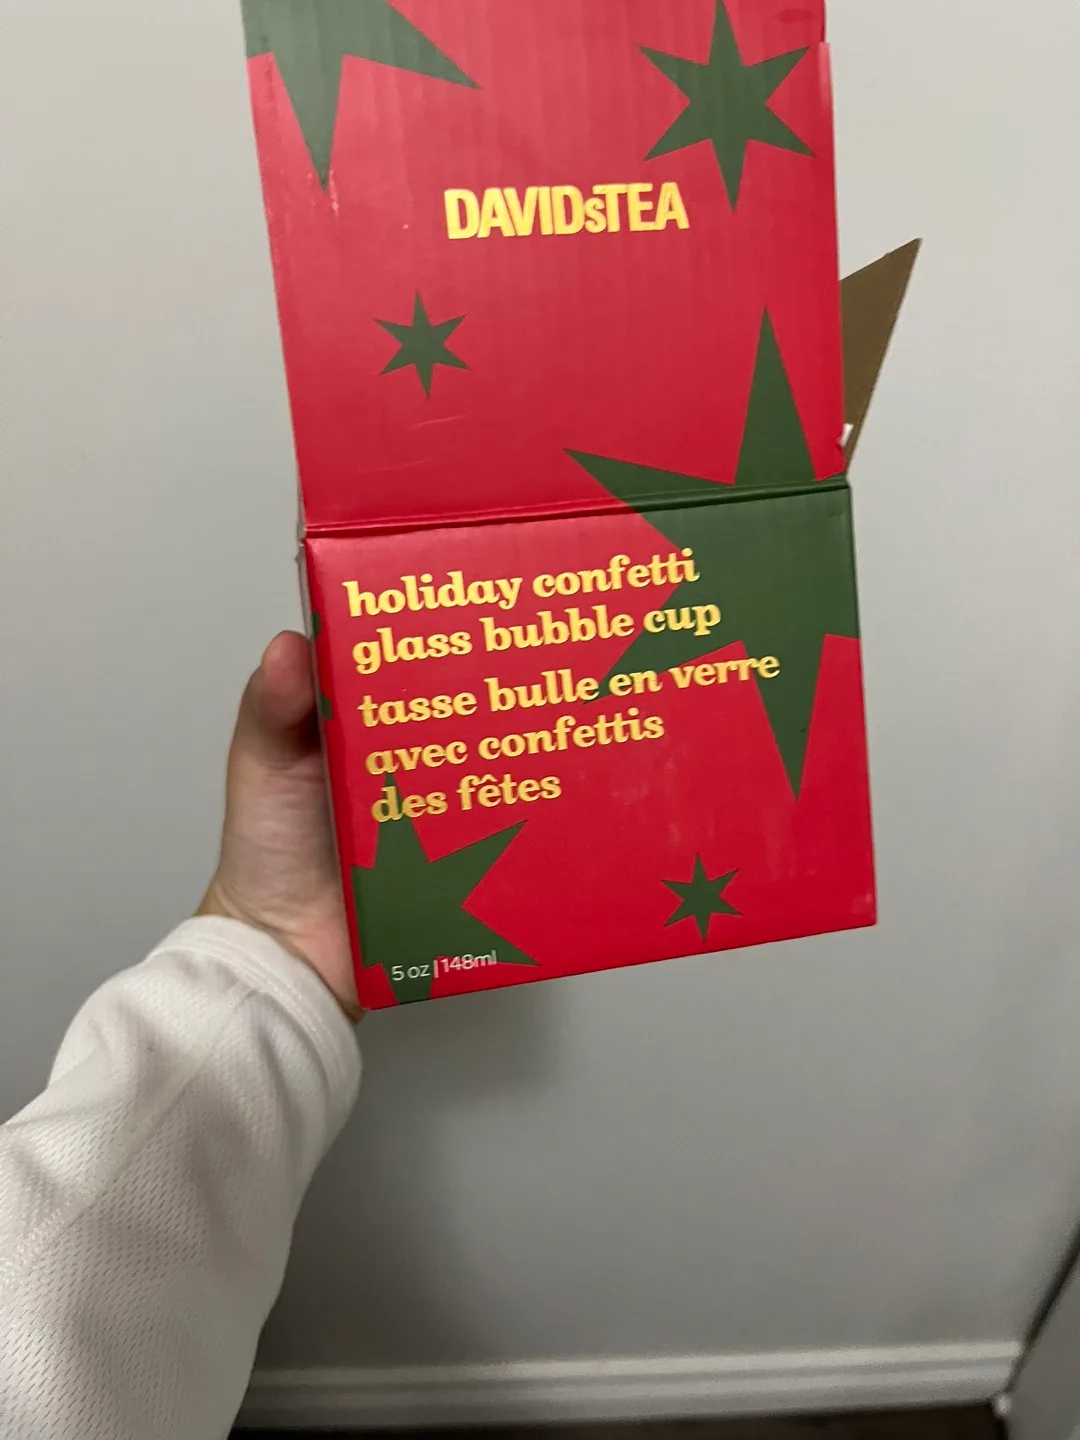 DAVIDsTEA
holiday confetti
glass bubble cup
tasse bulle en verre
avec confettis
des fêtes
5 oz | 148ml